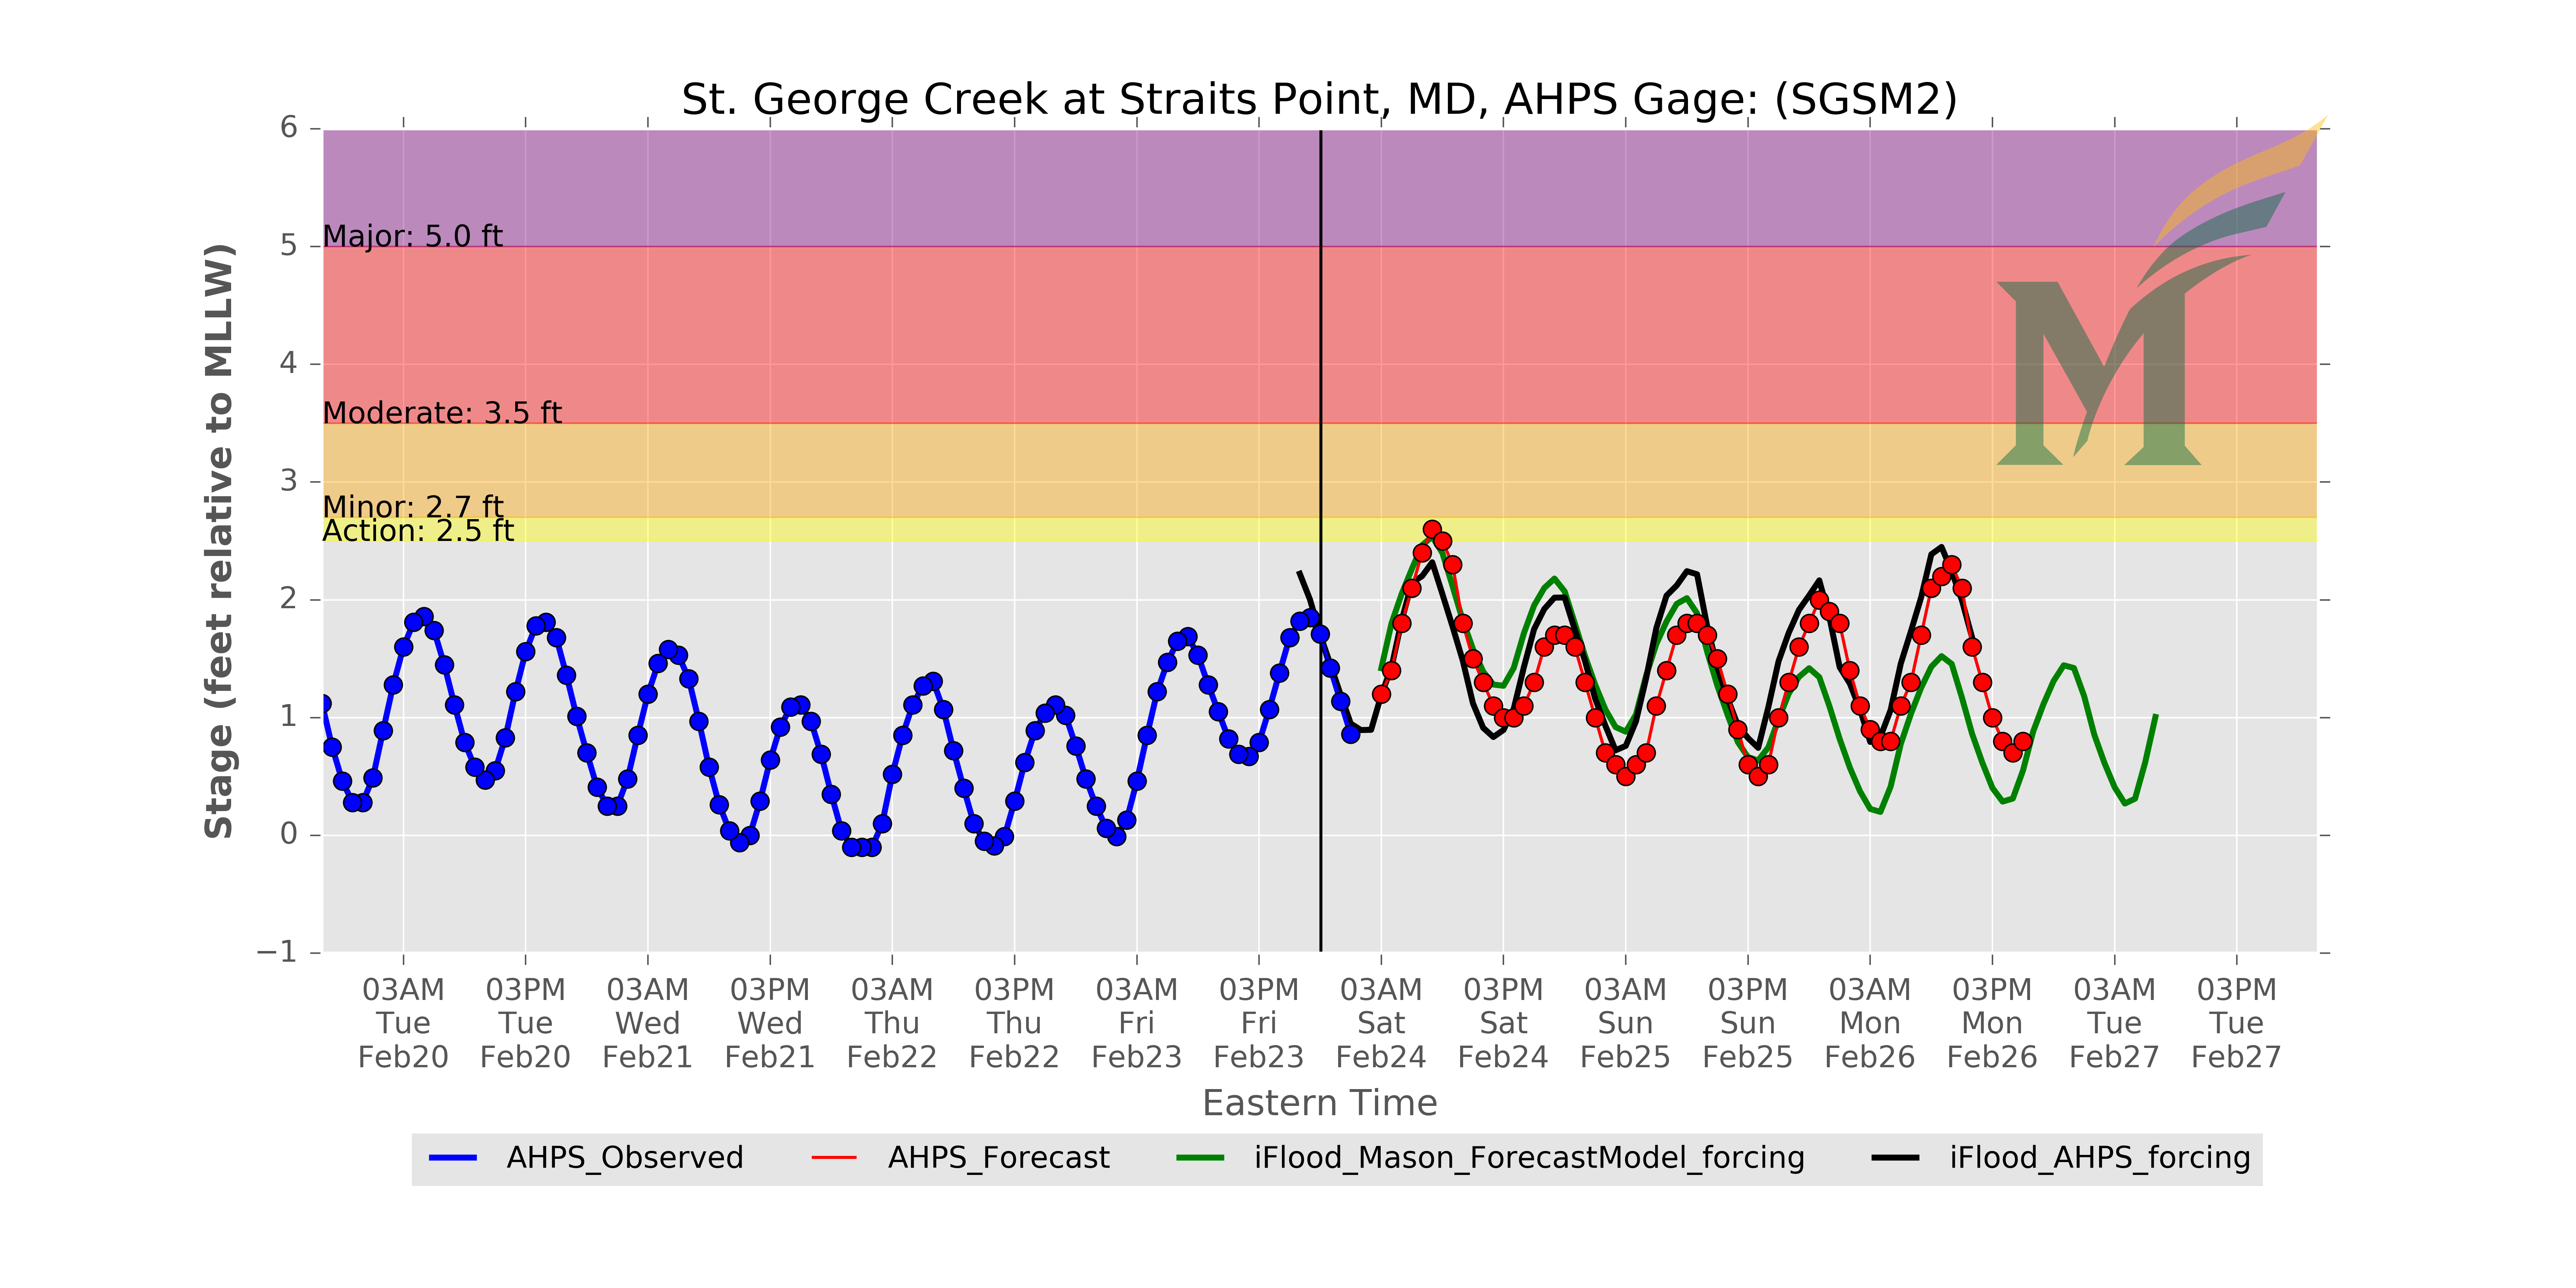 St. George Creek at Straits Point, MD, AHPS Gage: (SGSM2)
Stage (feet relative to MLLW)
6
5
4
3
2
1
0
−1
Major: 5.0 ft
Moderate: 3.5 ft
Minor: 2.7 ft
Action: 2.5 ft
M
03AM 03PM 03AM 03PM 03AM 03PM 03AM 03PM 03AM 03PM 03AM 03PM 03AM 03PM 03AM 03PM
Tue Tue Wed Wed Thu Thu Fri Fri Sat Sat Sun Sun Mon Mon Tue Tue
Feb20 Feb20 Feb21 Feb21 Feb22 Feb22 Feb23 Feb23 Feb24 Feb24 Feb25 Feb25 Feb26 Feb26 Feb27 Feb27
Eastern Time
AHPS_Observed AHPS_Forecast iFlood_Mason_ForecastModel_forcing iFlood_AHPS_forcing